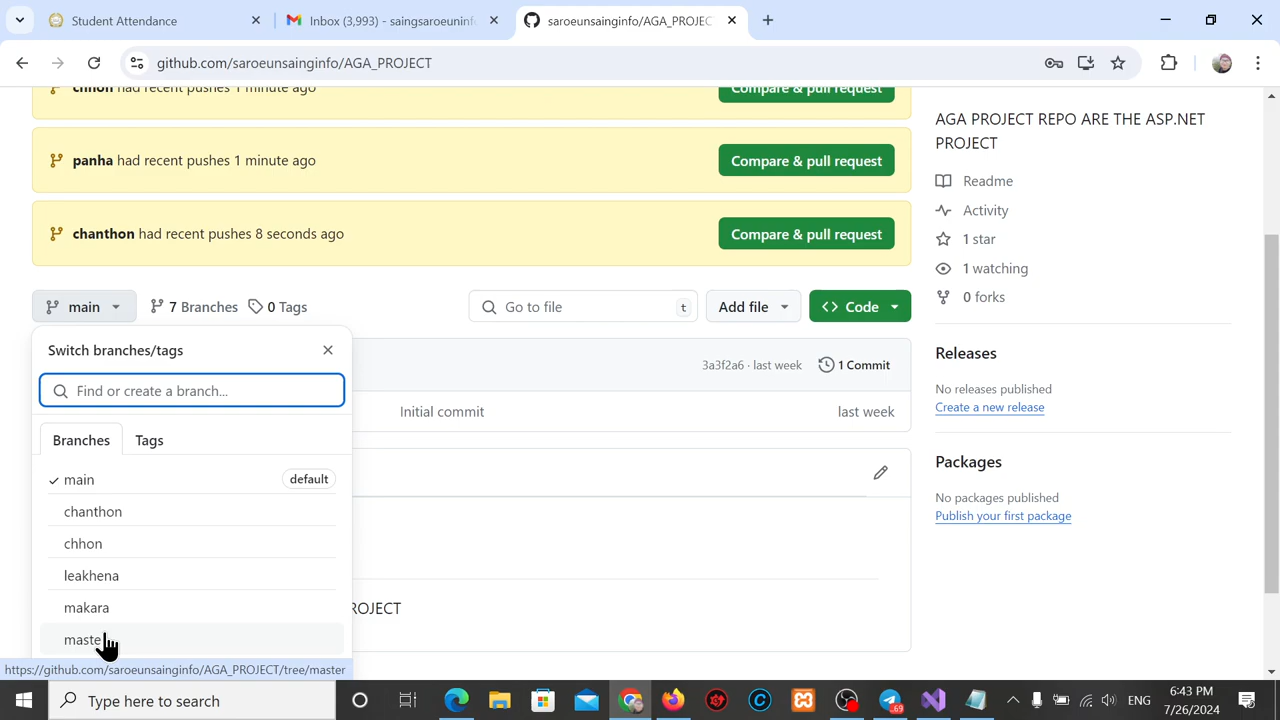 Student Attendance
Inbox (3,993) - saingsaroeuninf
saroeunsainginfo/AGA_PROJEC
github.com/saroeunsainginfo/AGA_PROJECT
chhon had recent pushes 1 minute ago
Compare & pull request
panha had recent pushes 1 minute ago
Compare & pull request
chanthon had recent pushes 8 seconds ago
Compare & pull request
main
7 Branches
0 Tags
Go to file
t
Add file
Code
Switch branches/tags
Find or create a branch...
Branches
Tags
main
default
chanthon
chhon
leakhena
makara
maste
3a3f2a6 · last week
1 Commit
Initial commit
last week
ROJECT
AGA PROJECT REPO ARE THE ASP.NET
PROJECT
Readme
Activity
1 star
1 watching
0 forks
Releases
No releases published
Create a new release
Packages
No packages published
Publish your first package
https://github.com/saroeunsainginfo/AGA_PROJECT/tree/master
Type here to search
69
ENG
6:43 PM
7/26/2024